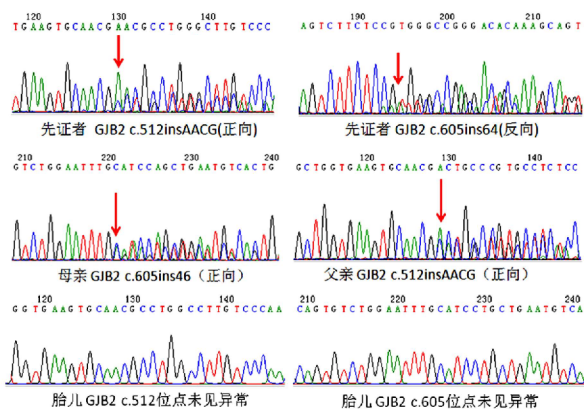 120 130 140
TGAAGTGCAACGAACGCCTGGGCTTGTCCC
先证者 GJB2 c.512insAACG(正向)
190 200 210
AGTCTTCTCCGTGGGCCGGGACACAAAGCAGT
先证者 GJB2 c.605ins64(反向)
210 220 230 240
GTCTGGAATTTGCATCCAGCTGAATGTCACTG
母亲 GJB2 c.605ins46（正向）
120 130 140
GCTGGTGAAGTGCAACGACTGCCCGTGCCTCTCC
父亲 GJB2 c.512insAACG（正向）
120 130 140
GGTGAAGTGCAACGCCTGGCCTTGTCCCAA
胎儿 GJB2 c.512位点未见异常
210 220 230 240
CAGTGTCTGGAATTTGCATCCTGCTGAATGTCA
胎儿 GJB2 c.605位点未见异常